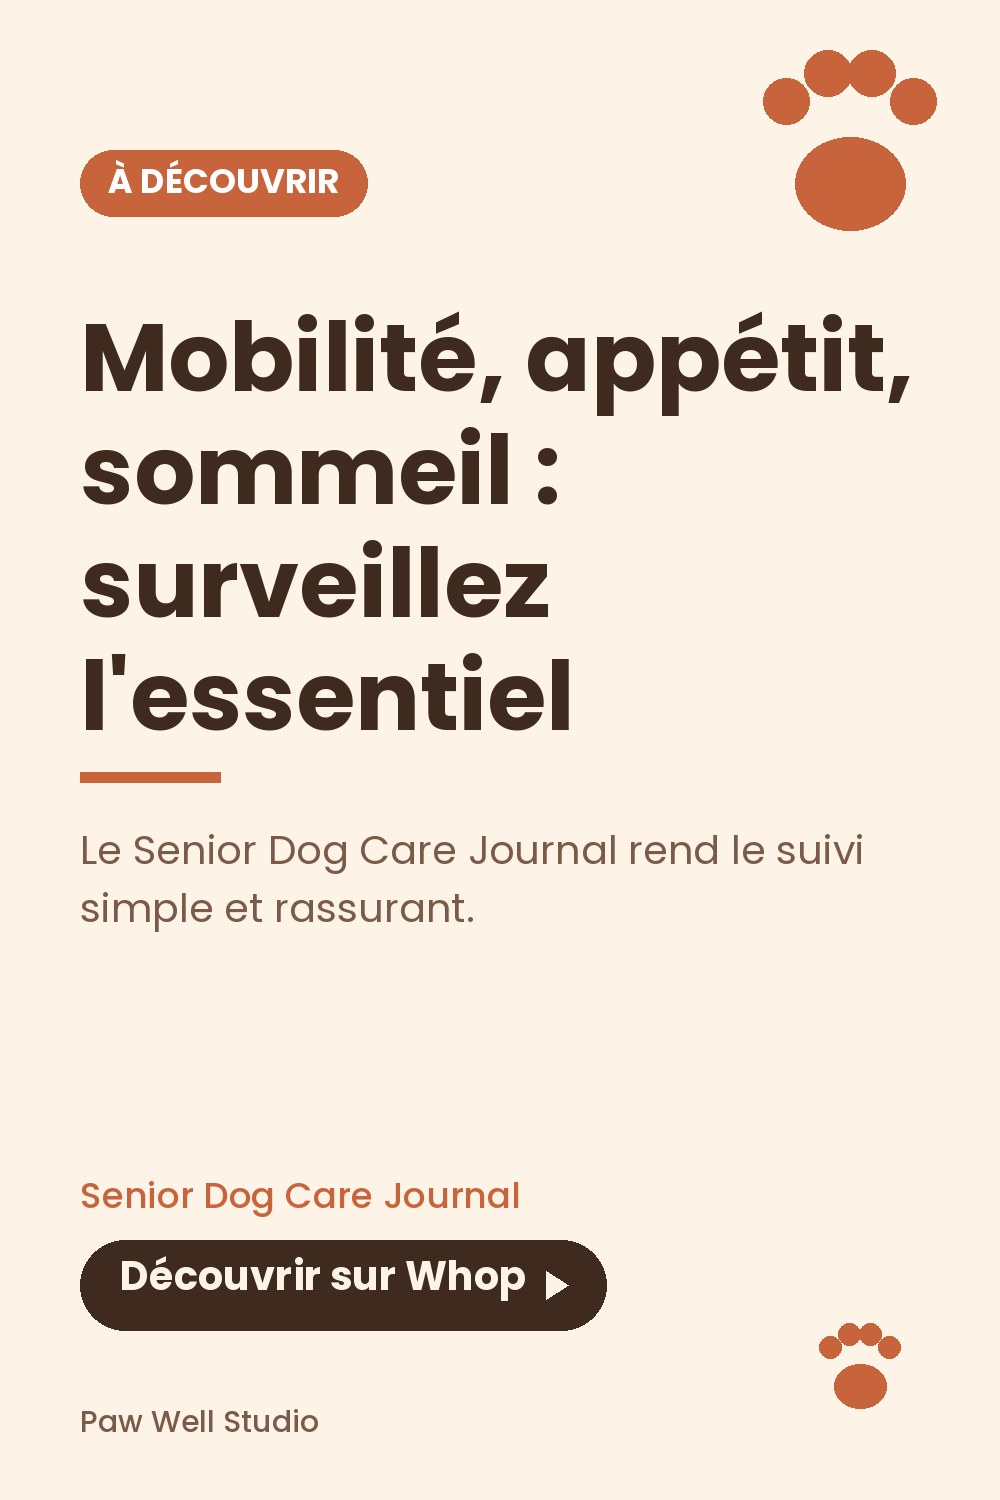 À DÉCOUVRIR
Mobilité, appétit,
sommeil :
surveillez
l'essentiel
Le Senior Dog Care Journal rend le suivi
simple et rassurant.
Senior Dog Care Journal
Découvrir sur Whop
Paw Well Studio